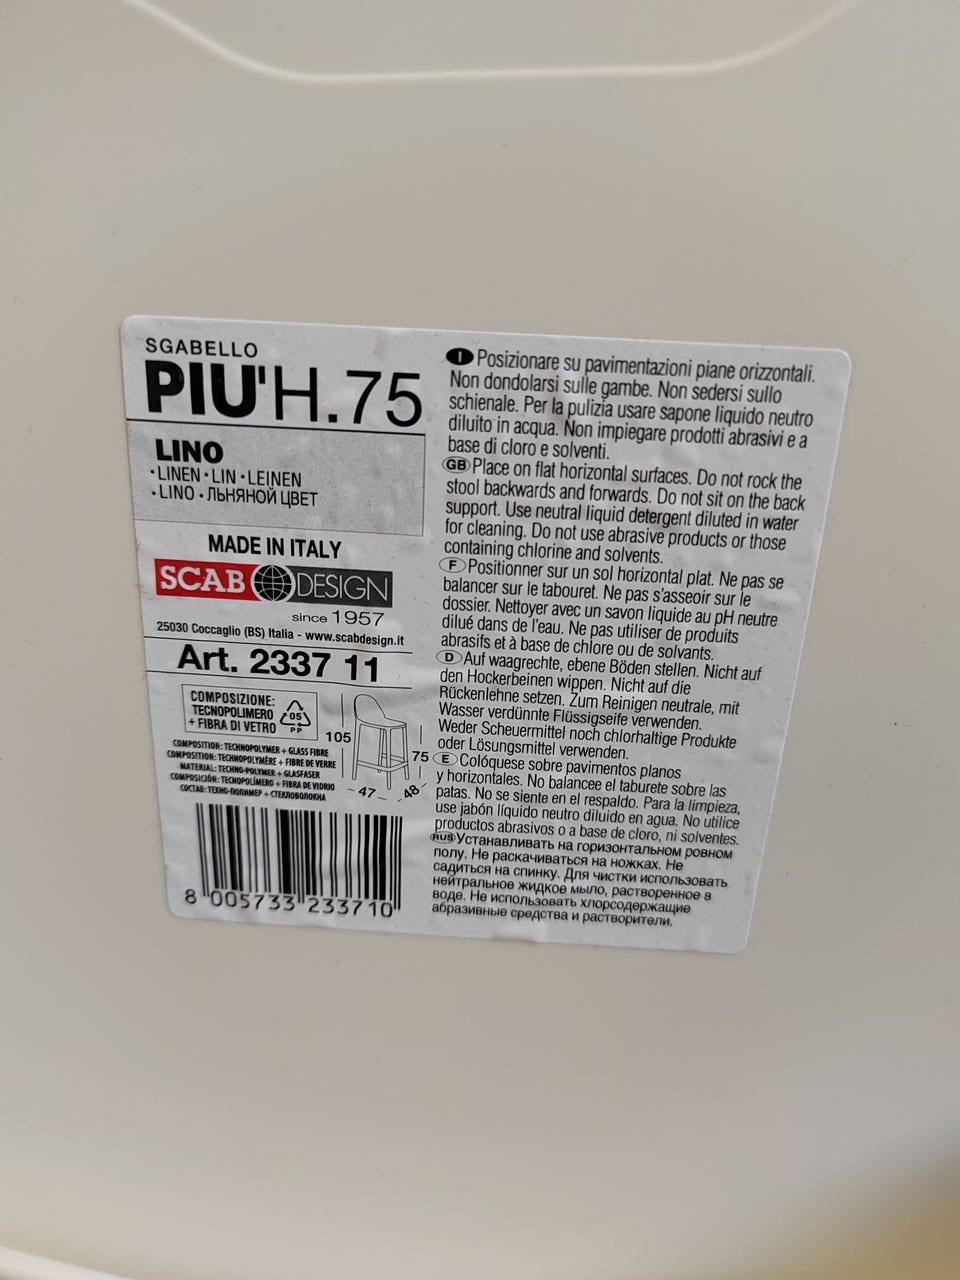 SGABELLO
PIU'H.75
LINO
•LINEN•LIN•LEINEN
•LINO•ЛЬНЯНОЙ ЦВЕТ
MADE IN ITALY
SCAB DESIGN
since 1957
25030 Coccaglio (BS) Italia - www.scabdesign.it
Art. 2337 11
COMPOSIZIONE:
TECNOPOLIMERO
+ FIBRA DI VETRO
05
PP
COMPOSITION: TECHNOPOLYMER + GLASS FIBRE
COMPOSITION: TECHNOPOLYMÈRE + FIBRE DE VERRE
MATERIAL: TECHNO-POLYMER + GLASFASER
COMPOSICIÓN: TECNOPOLÍMERO + FIBRA DE VIDRIO
СОСТАВ: ТЕХНО-ПОЛИМЕР + СТЕКЛОВОЛОКНА
105
75
47
48
8 005733 233710
I Posizionare su pavimentazioni piane orizzontali.
Non dondolarsi sulle gambe. Non sedersi sullo
schienale. Per la pulizia usare sapone liquido neutro
diluito in acqua. Non impiegare prodotti abrasivi e a
base di cloro e solventi.
GB Place on flat horizontal surfaces. Do not rock the
stool backwards and forwards. Do not sit on the back
support. Use neutral liquid detergent diluted in water
for cleaning. Do not use abrasive products or those
containing chlorine and solvents.
F Positionner sur un sol horizontal plat. Ne pas se
balancer sur le tabouret. Ne pas s'asseoir sur le
dossier. Nettoyer avec un savon liquide au pH neutre
dilué dans de l'eau. Ne pas utiliser de produits
abrasifs et à base de chlore ou de solvants.
D Auf waagrechte, ebene Böden stellen. Nicht auf
den Hockerbeinen wippen. Nicht auf die
Rückenlehne setzen. Zum Reinigen neutrale, mit
Wasser verdünnte Flüssigseife verwenden.
Weder Scheuermittel noch chlorhaltige Produkte
oder Lösungsmittel verwenden.
E Colóquese sobre pavimentos planos
y horizontales. No balancee el taburete sobre las
patas. No se siente en el respaldo. Para la limpieza,
use jabón líquido neutro diluido en agua. No utilice
productos abrasivos o a base de cloro, ni solventes.
RUS Устанавливать на горизонтальном ровном
полу. Не раскачиваться на ножках. Не
садиться на спинку. Для чистки использовать
нейтральное жидкое мыло, растворенное в
воде. Не использовать хлорсодержащие
абразивные средства и растворители.